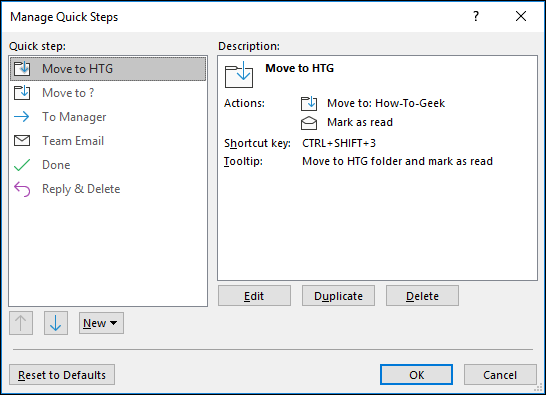 Manage Quick Steps
?
Quick step:
Move to HTG
Move to ?
To Manager
Team Email
Done
Reply & Delete
New
Description:
Move to HTG
Actions: Move to: How-To-Geek
Mark as read
Shortcut key: CTRL+SHIFT+3
Tooltip: Move to HTG folder and mark as read
Edit Duplicate Delete
Reset to Defaults OK Cancel